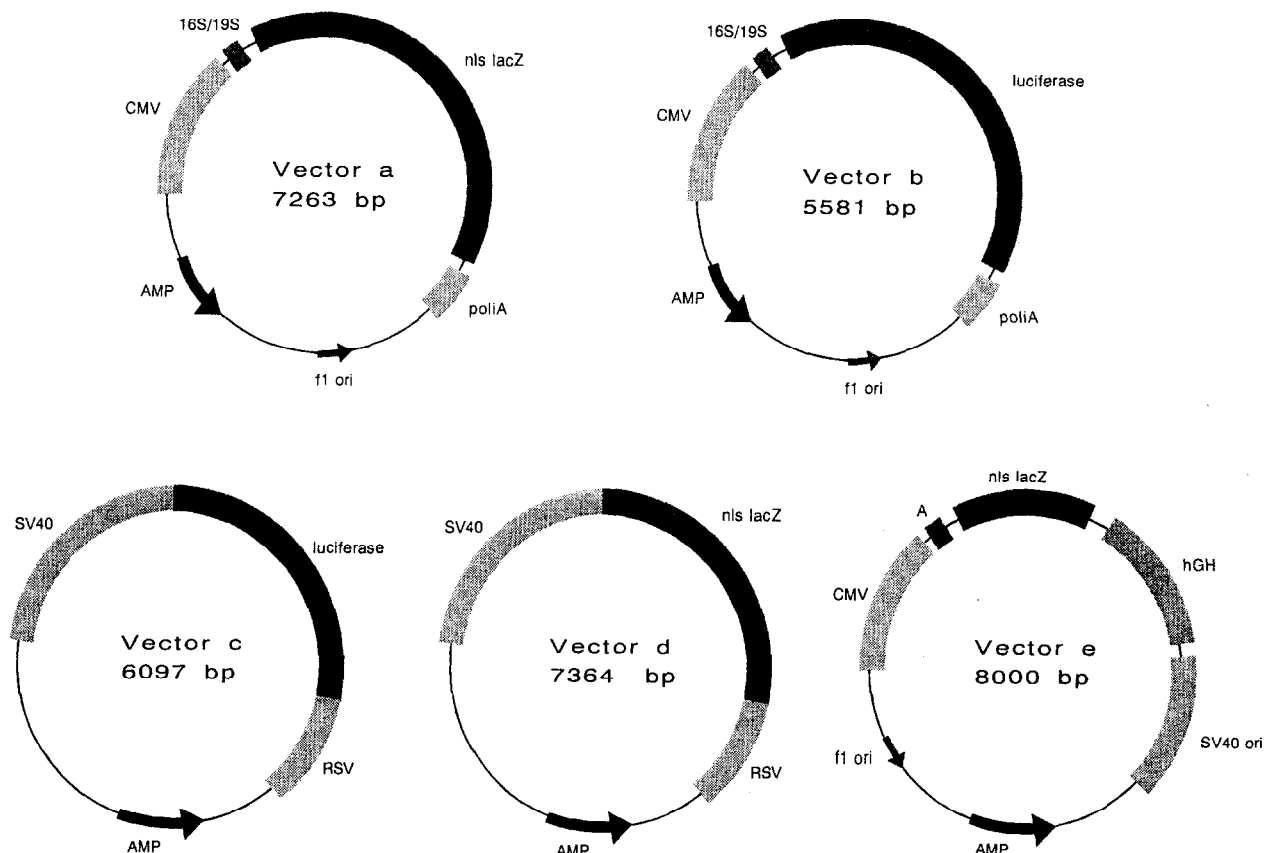 16S/19S
nls lacZ
CMV
Vector a
7263 bp
AMP
poliA
f1 ori
16S/19S
luciferase
CMV
Vector b
5581 bp
AMP
poliA
f1 ori
SV40
luciferase
Vector c
6097 bp
RSV
AMP
SV40
nls lacZ
Vector d
7364 bp
RSV
AMP
nls lacZ
A
hGH
CMV
Vector e
8000 bp
SV40 ori
f1 ori
AMP